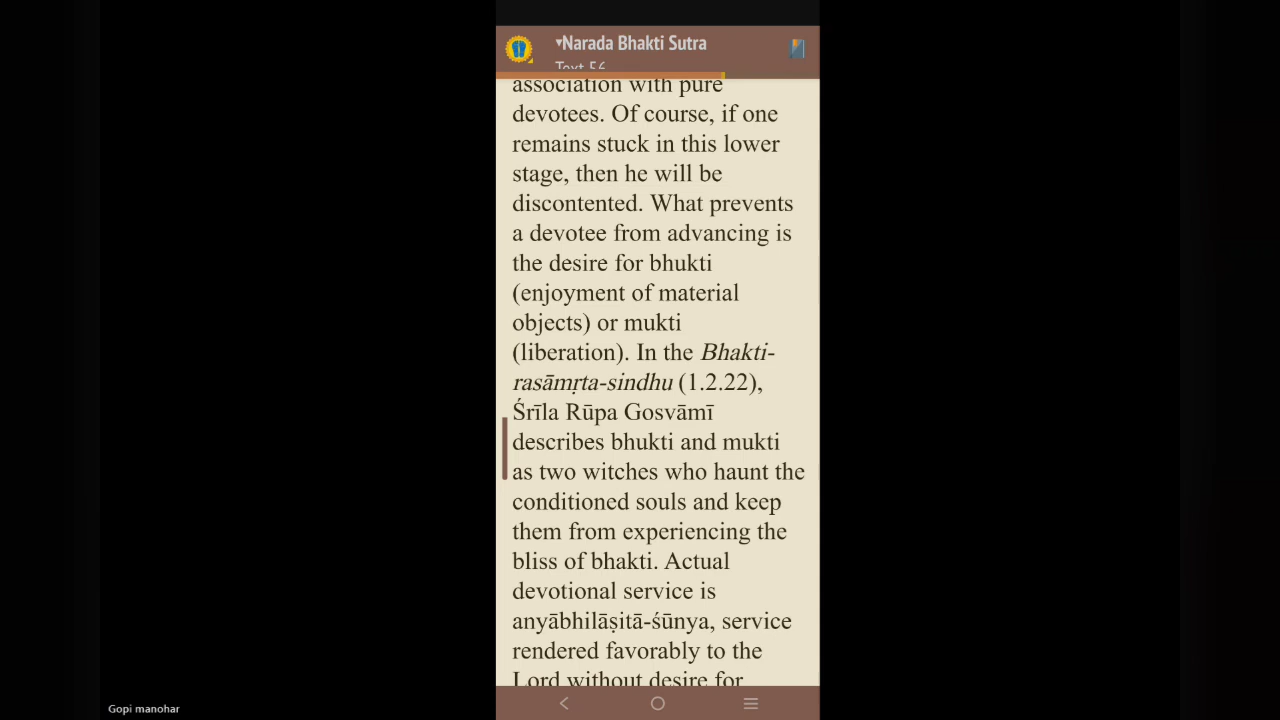 ▾Narada Bhakti Sutra
Text 56
association with pure
devotees. Of course, if one
remains stuck in this lower
stage, then he will be
discontented. What prevents
a devotee from advancing is
the desire for bhukti
(enjoyment of material
objects) or mukti
(liberation). In the Bhakti-
rasāmṛta-sindhu (1.2.22),
Śrīla Rūpa Gosvāmī
describes bhukti and mukti
as two witches who haunt the
conditioned souls and keep
them from experiencing the
bliss of bhakti. Actual
devotional service is
anyābhilāṣitā-śūnya, service
rendered favorably to the
Lord without desire for
Gopi manohar